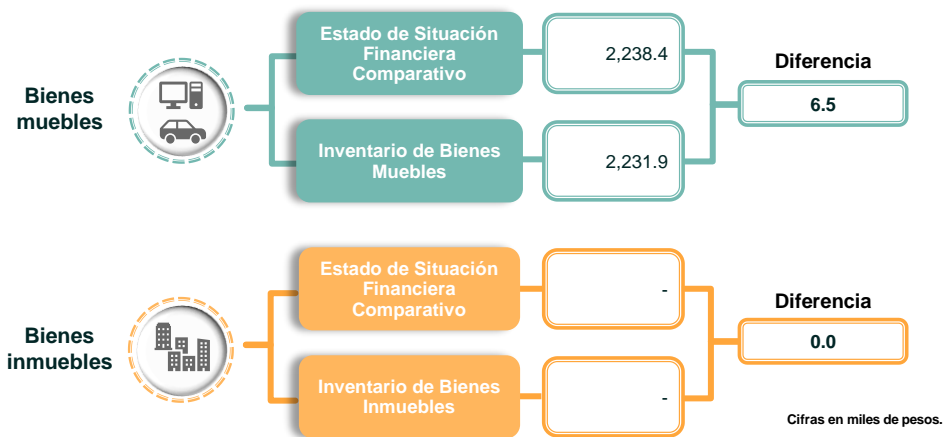 Bienes
muebles
Estado de Situación
Financiera
Comparativo
2,238.4
Inventario de Bienes
Muebles
2,231.9
Diferencia
6.5
Bienes
inmuebles
Estado de Situación
Financiera
Comparativo
-
Inventario de Bienes
Inmuebles
-
Diferencia
0.0
Cifras en miles de pesos.